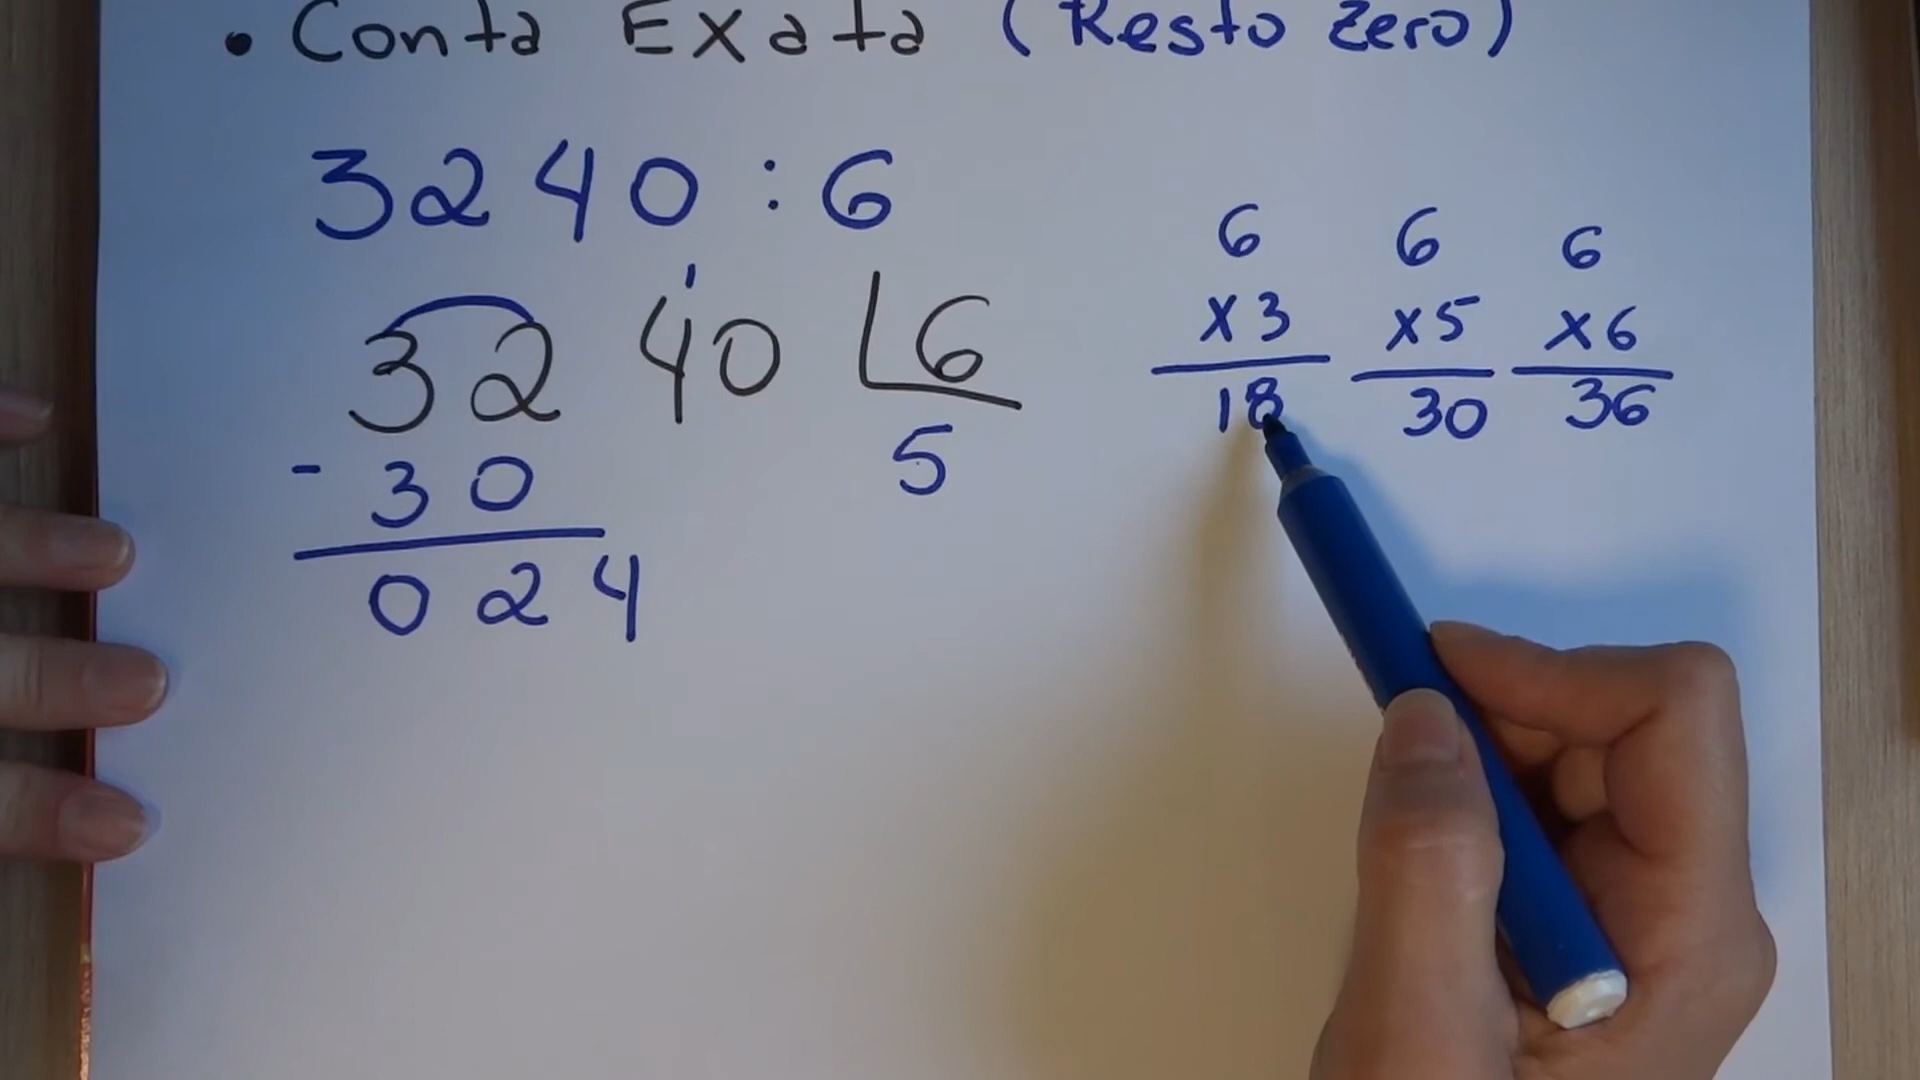 • Conta Exata (Resto Zero)
3240 : 6
3240 6
- 30
024
5
6
x3
18
6
x5
30
6
x6
36